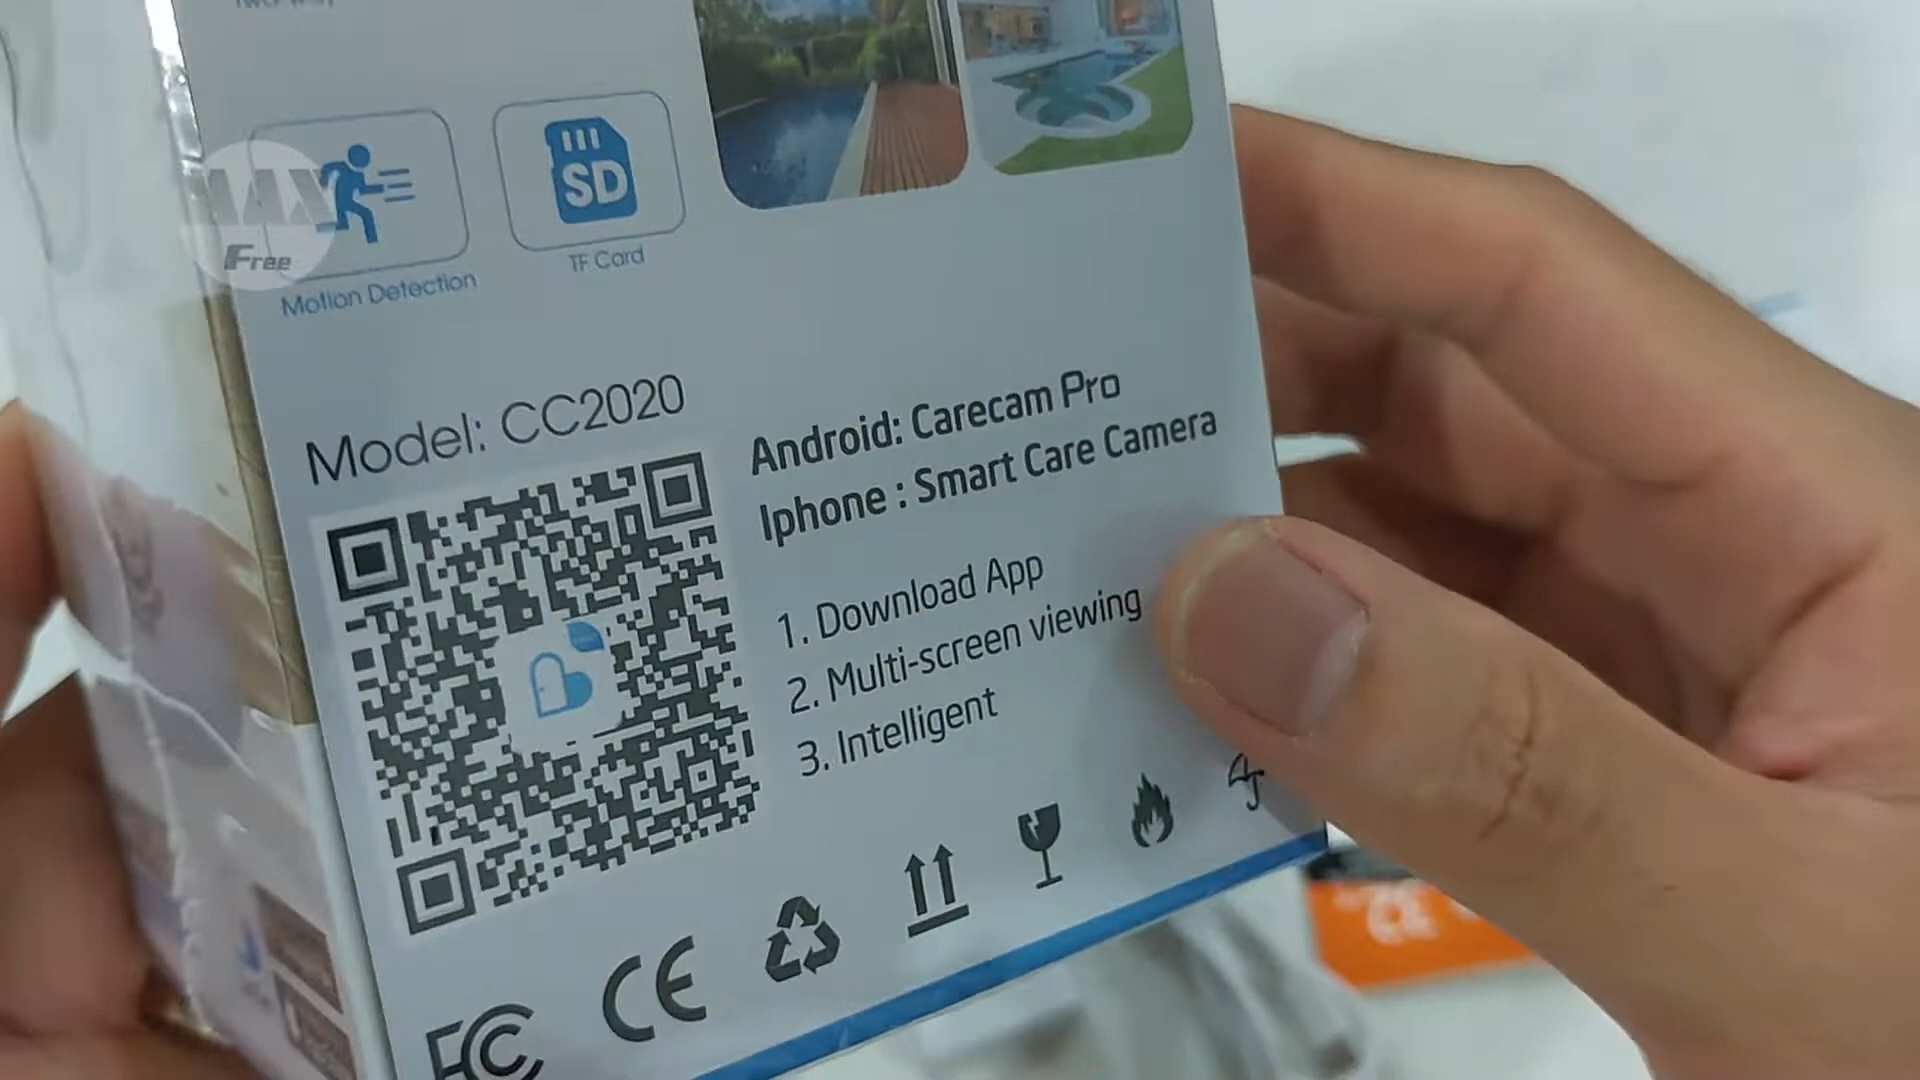 SD
Free
Motion Detection
TF Card
Model: CC2020
Android: Carecam Pro
Iphone : Smart Care Camera
1. Download App
2. Multi-screen viewing
3. Intelligent
FC CE
CE